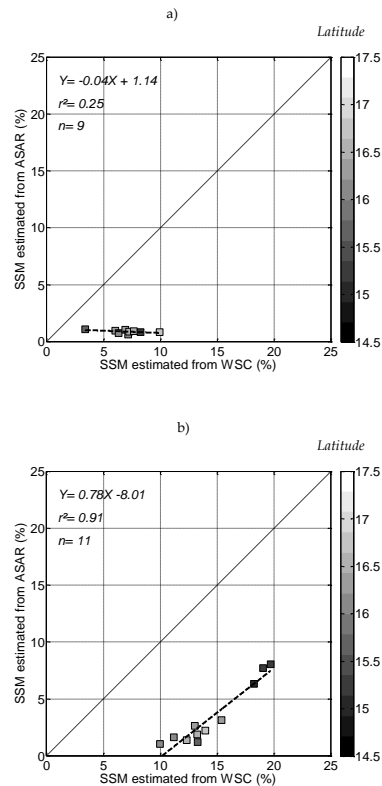 a)
Latitude
Y= -0.04X + 1.14
r²= 0.25
n= 9
SSM estimated from ASAR (%)
25
20
15
10
5
0
0 5 10 15 20 25
SSM estimated from WSC (%)
17.5
17
16.5
16
15.5
15
14.5
b)
Latitude
Y= 0.78X -8.01
r²= 0.91
n= 11
SSM estimated from ASAR (%)
25
20
15
10
5
0
0 5 10 15 20 25
SSM estimated from WSC (%)
17.5
17
16.5
16
15.5
15
14.5